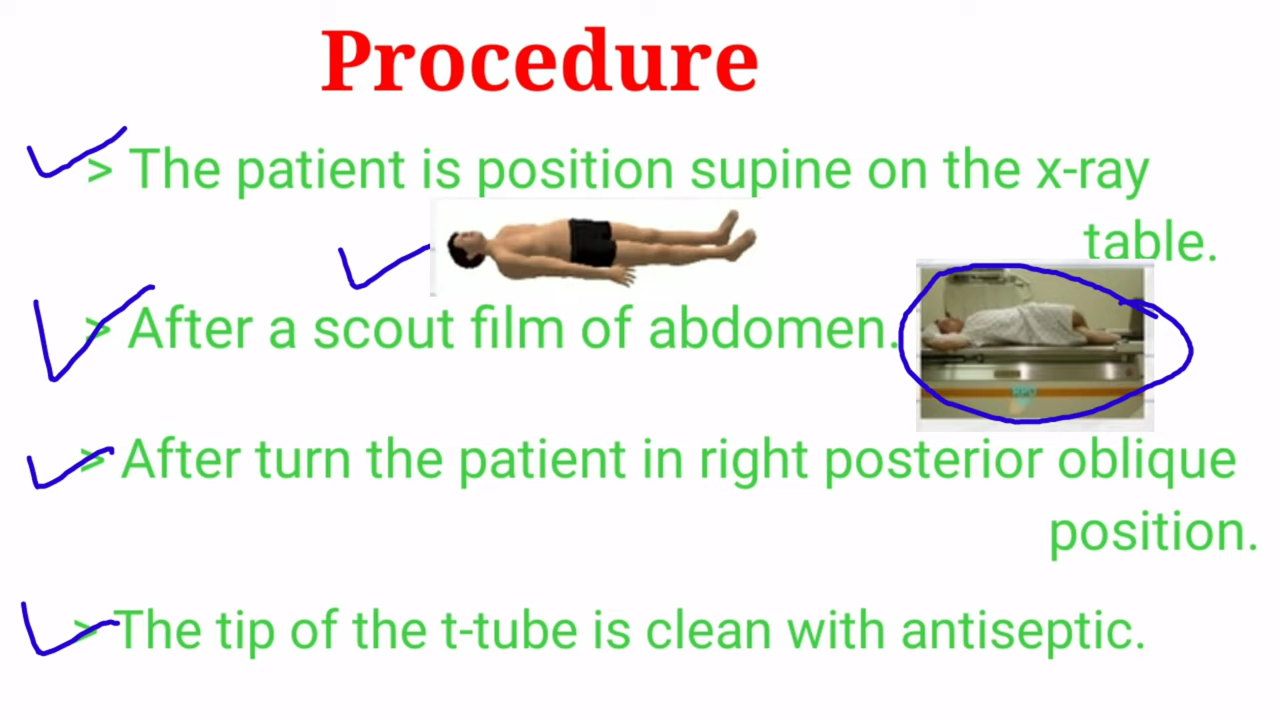 Procedure
> The patient is position supine on the x-ray
table.
> After a scout film of abdomen.
> After turn the patient in right posterior oblique
position.
> The tip of the t-tube is clean with antiseptic.